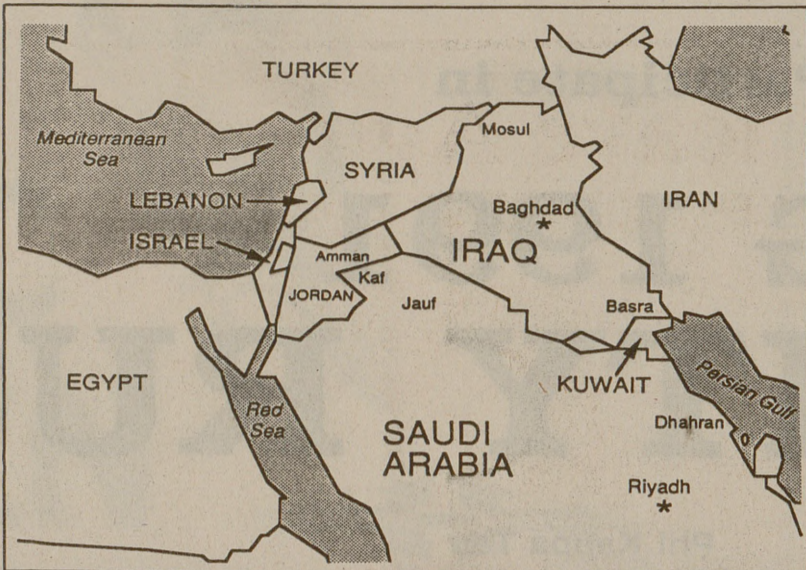 TURKEY
Mediterranean
Sea
Mosul
SYRIA
LEBANON
Baghdad
IRAN
ISRAEL
IRAQ
Amman
Kaf
JORDAN
Jauf
Basra
EGYPT
KUWAIT
Persian Gulf
Red
Sea
Dhahran
SAUDI
ARABIA
Riyadh